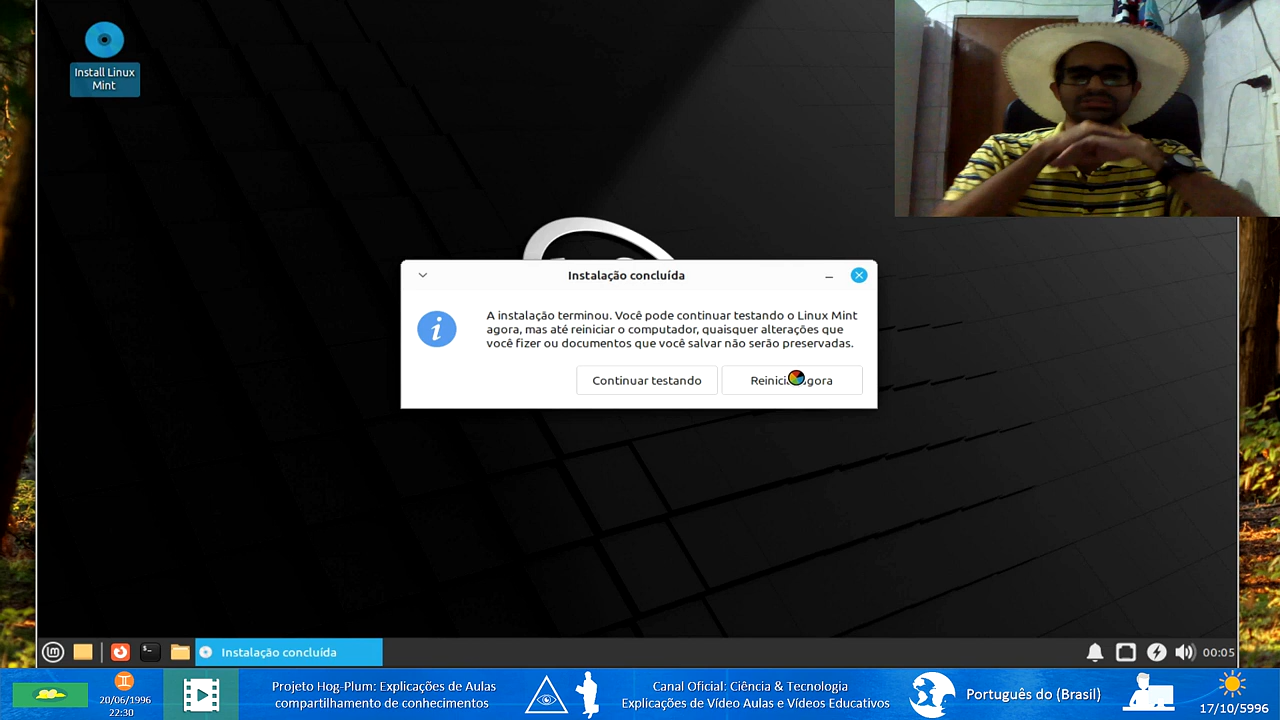 Install Linux
Mint
Instalação concluída
A instalação terminou. Você pode continuar testando o Linux Mint
agora, mas até reiniciar o computador, quaisquer alterações que
você fizer ou documentos que você salvar não serão preservadas.
Continuar testando
Reiniciar agora
Instalação concluída
00:05
20/06/1996
22:30
Projeto Hog-Plum: Explicações de Aulas
compartilhamento de conhecimentos
Canal Oficial: Ciência & Tecnologia
Explicações de Vídeo Aulas e Vídeos Educativos
Português do (Brasil)
17/10/5996